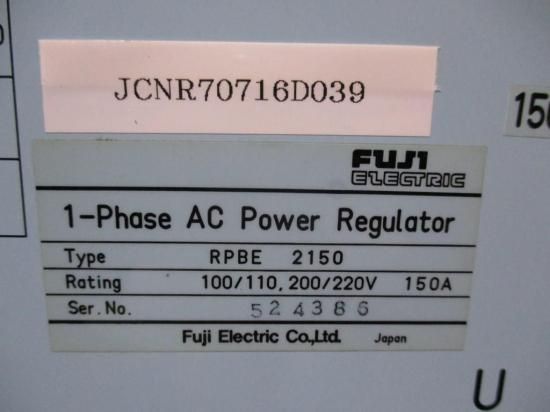 JCNR70716D039
FUJI
ELECTRIC
1-Phase AC Power Regulator
Type RPBE 2150
Rating 100/110, 200/220V 150A
Ser. No. 524386
Fuji Electric Co.,Ltd. Japan
U